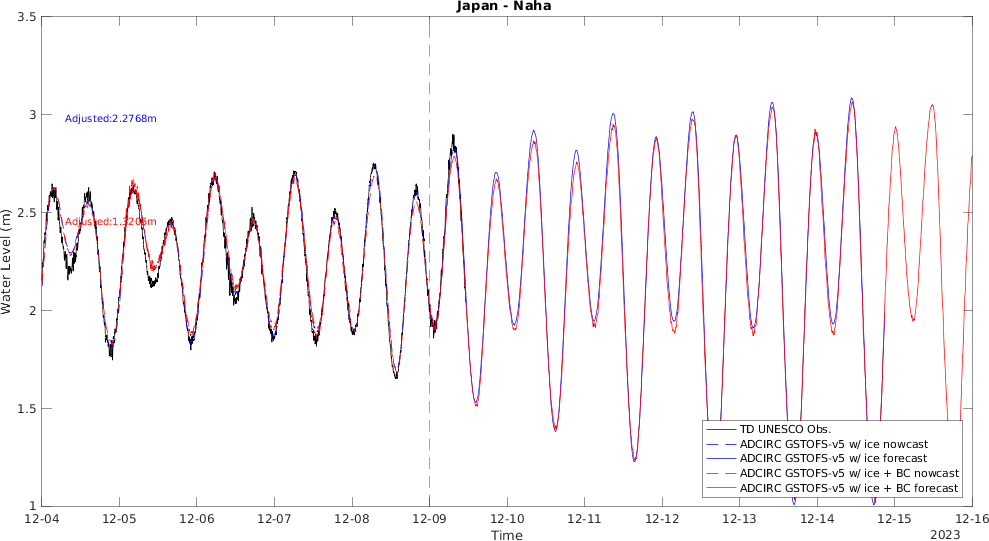 Japan - Naha
3.5
3
2.5
2
1.5
1
Water Level (m)
Adjusted:2.2768m
Adjusted:1.3206m
TD UNESCO Obs.
ADCIRC GSTOFS-v5 w/ ice nowcast
ADCIRC GSTOFS-v5 w/ ice forecast
ADCIRC GSTOFS-v5 w/ ice + BC nowcast
ADCIRC GSTOFS-v5 w/ ice + BC forecast
12-04 12-05 12-06 12-07 12-08 12-09 12-10 12-11 12-12 12-13 12-14 12-15 12-16
Time
2023